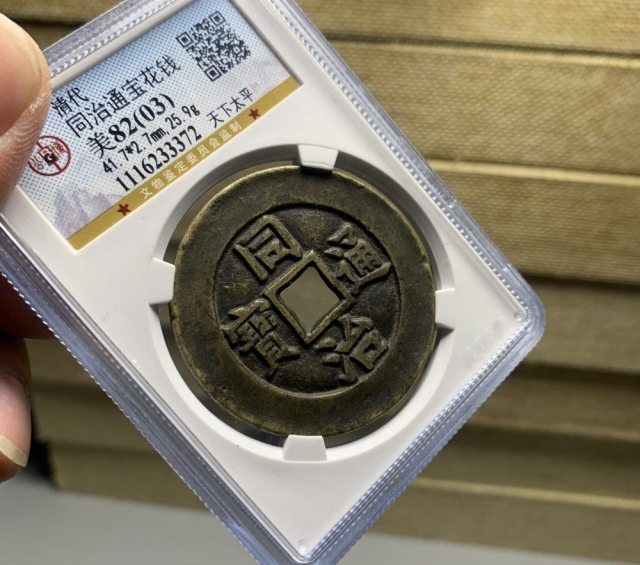 清代
同治通宝花钱
美82(03)
41.7*2.7mm, 25.9g
天下太平
1116233372
文物鉴定委员会监制
同治通寳